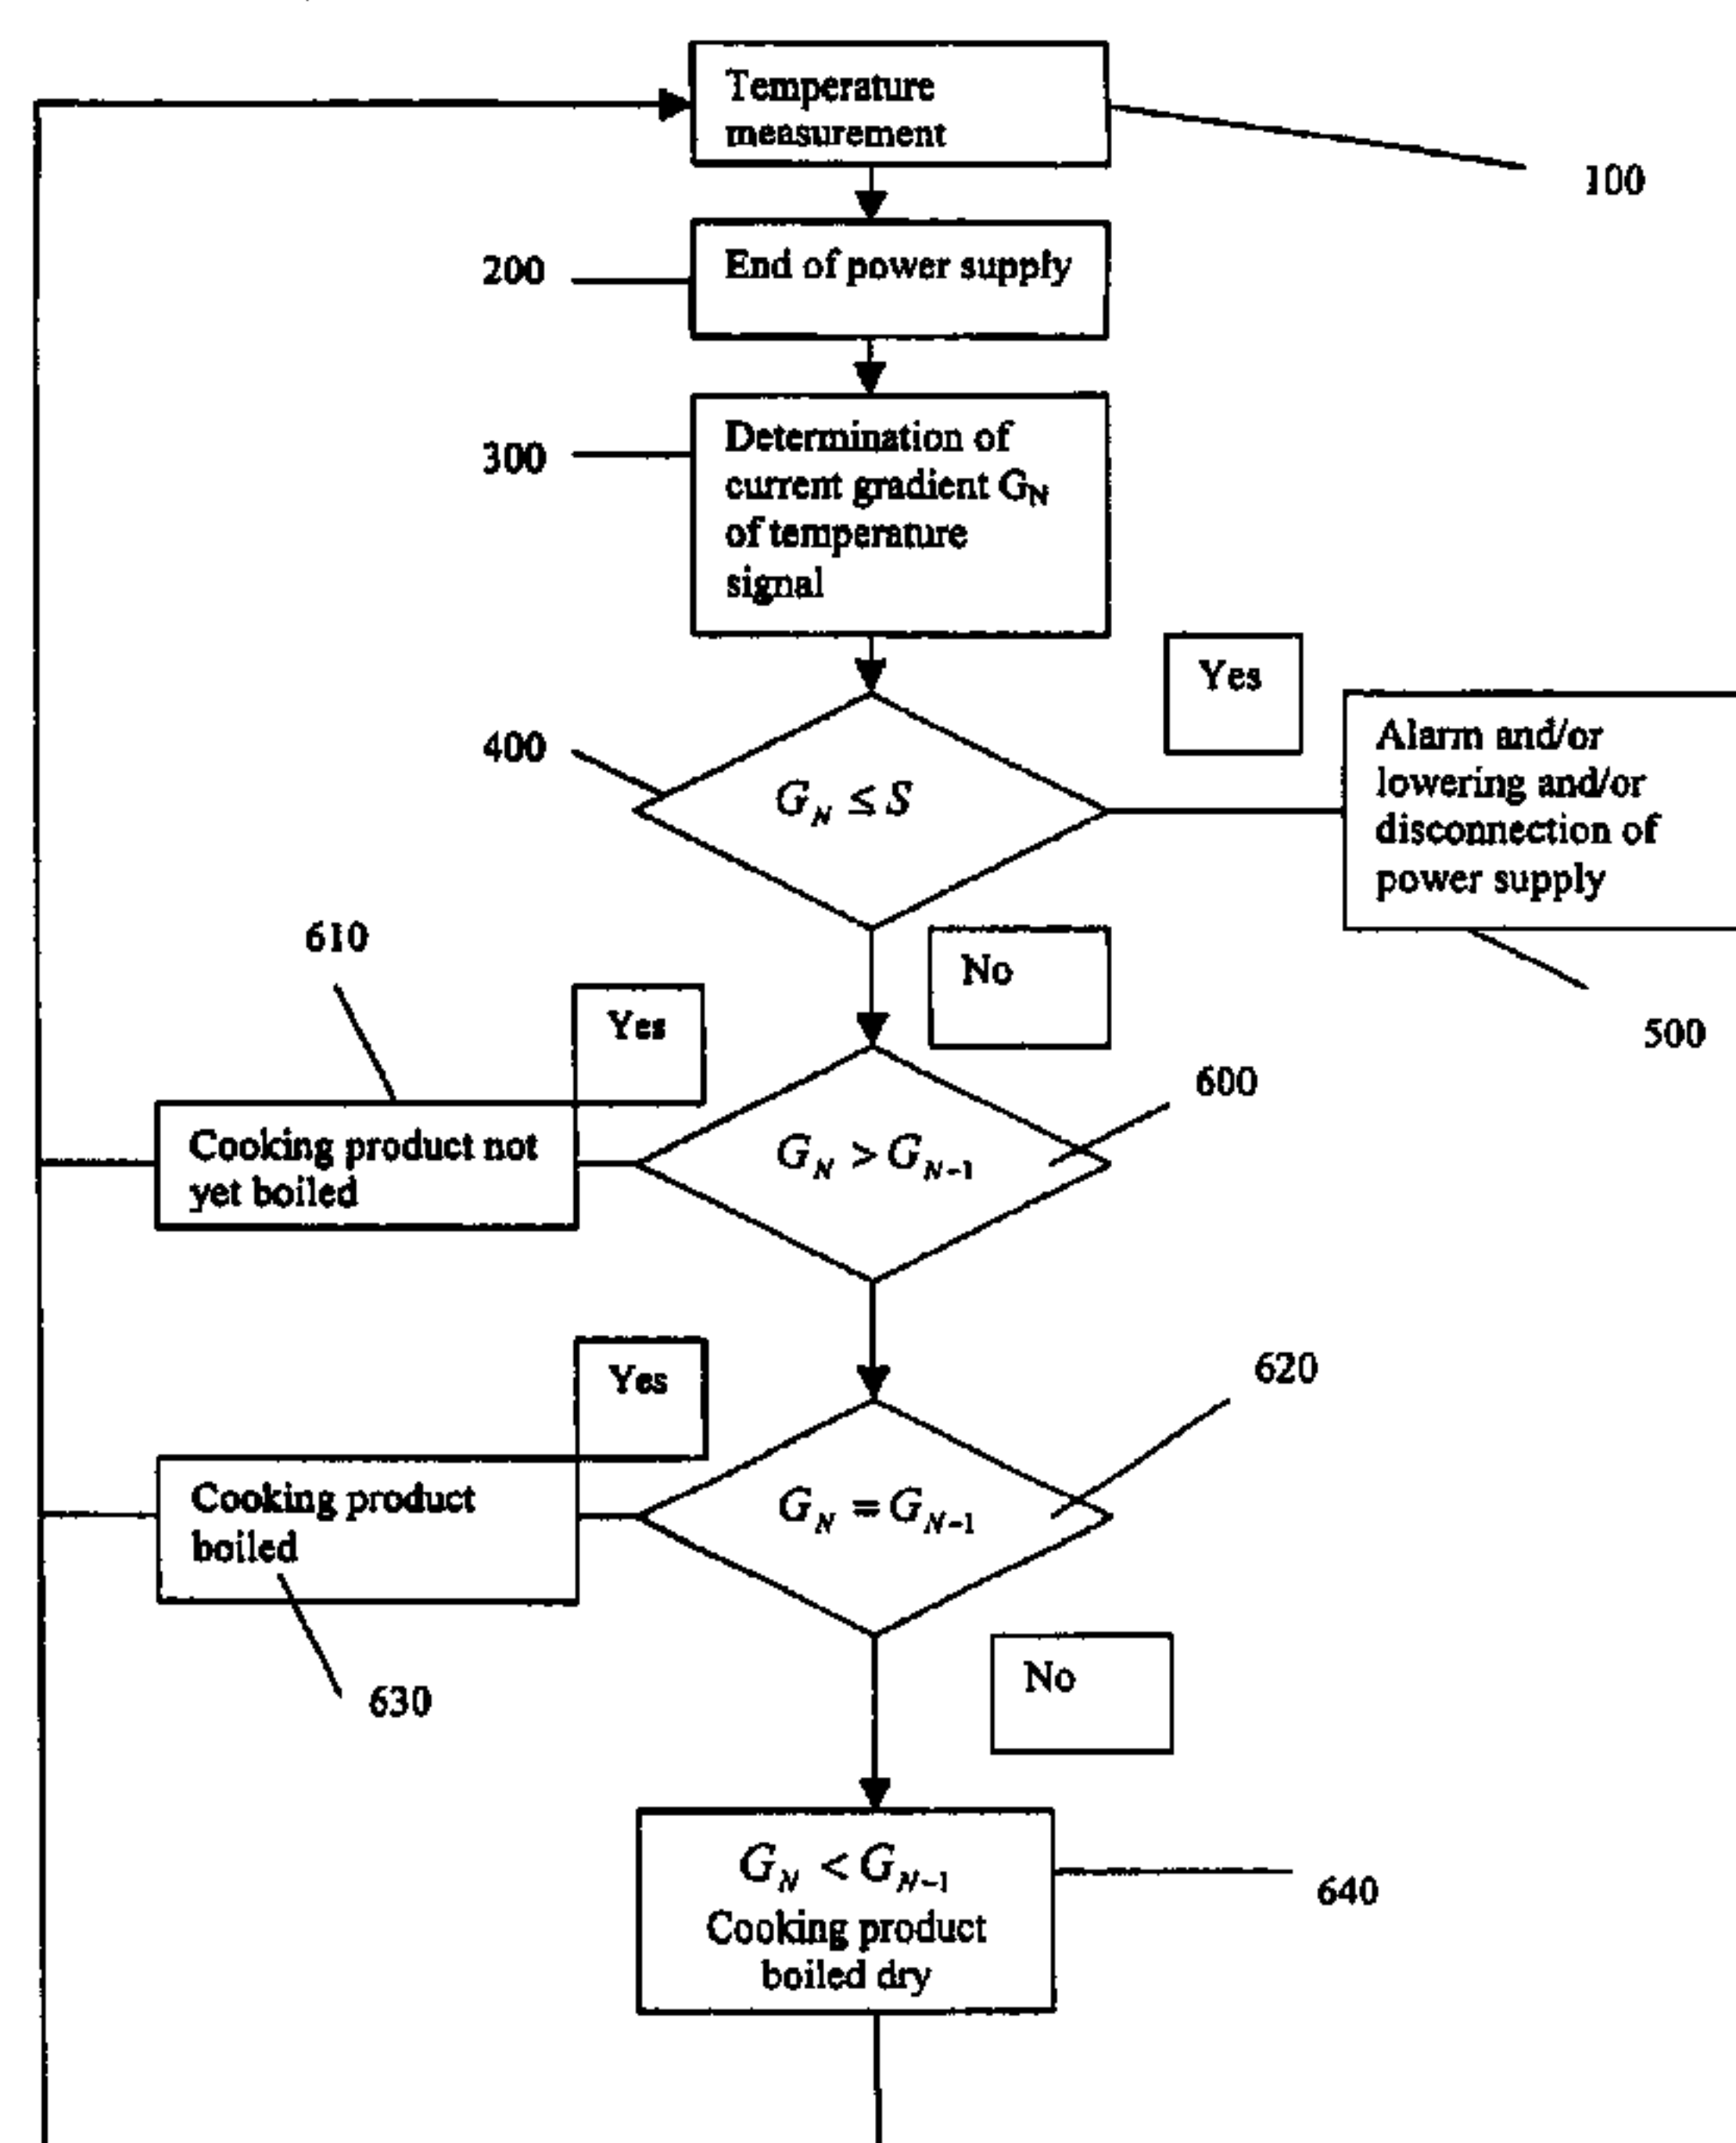 Temperature
measurement
100
200
End of power supply
300
Determination of
current gradient G_N
of temperature
signal
Yes
400
G_N ≤ S
Alarm and/or
lowering and/or
disconnection of
power supply
610
No
Yes
500
600
Cooking product not
yet boiled
G_N > G_{N-1}
Yes
620
Cooking product
boiled
G_N = G_{N-1}
No
630
G_N < G_{N-1}
Cooking product
boiled dry
640